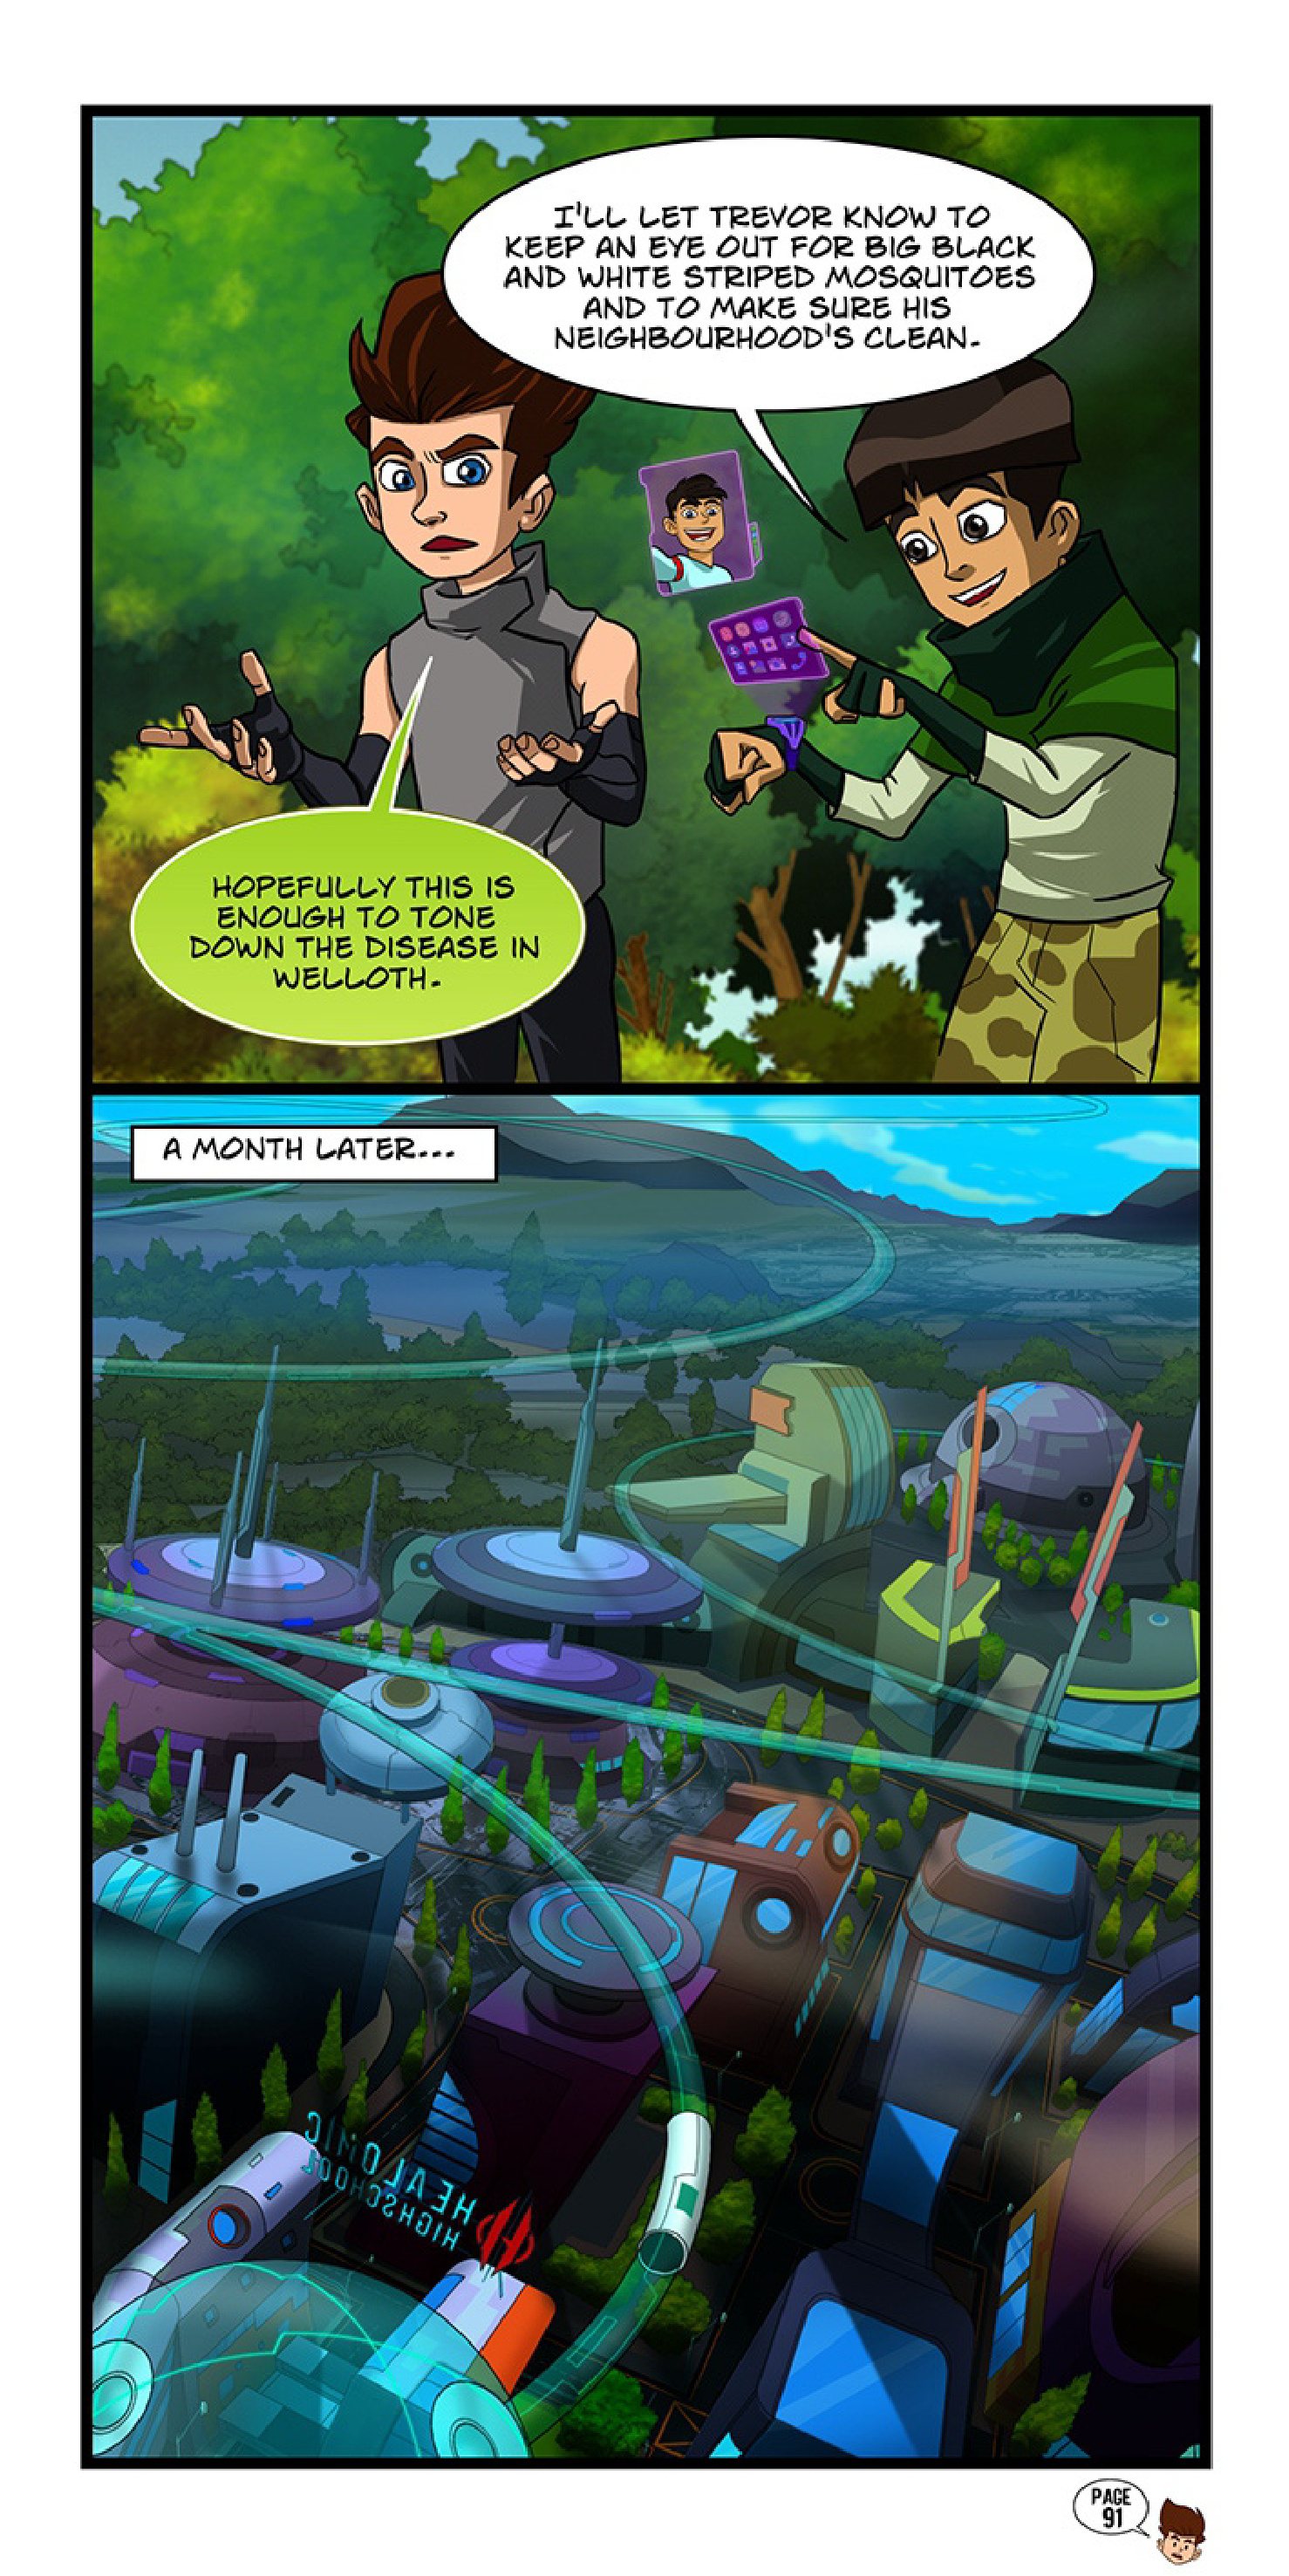 I'LL LET TREVOR KNOW TO
KEEP AN EYE OUT FOR BIG BLACK
AND WHITE STRIPED MOSQUITOES
AND TO MAKE SURE HIS
NEIGHBOURHOOD'S CLEAN.
HOPEFULLY THIS IS
ENOUGH TO TONE
DOWN THE DISEASE IN
WELLOTH.
A MONTH LATER...
HEALOMIC
HIGHSCHOOL
PAGE
91